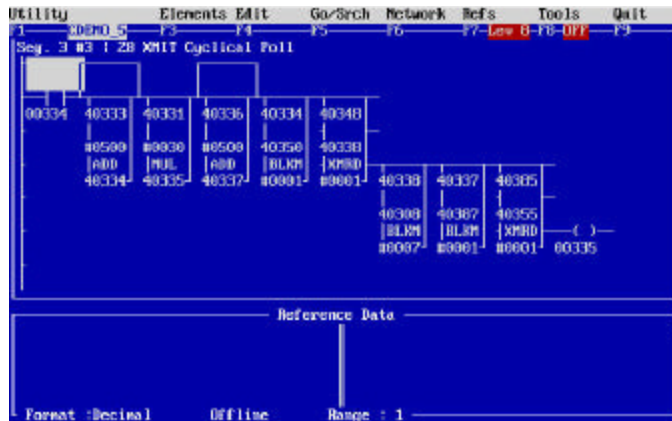 Utility Elements Edit Go/Srch Network Refs Tools Quit
F1 CDEMO_5 F3 F4 F5 F6 F7-Lev 8-F8-OFF F9
Seg. 3 #3 / 28 XMIT Cyclical Poll
00334 40333 40331 40336 40334 40348
#0500 #0030 #0500 40350 40338
ADD MUL ADD BLKM XMRD
40334 40335 40337 #0001 #0001 40338 40337 40385
40308 40387 40355
BLKM BLKM XMRD ( )
#0007 #0001 #0001 00335
Reference Data
Format :Decimal Offline Range : 1